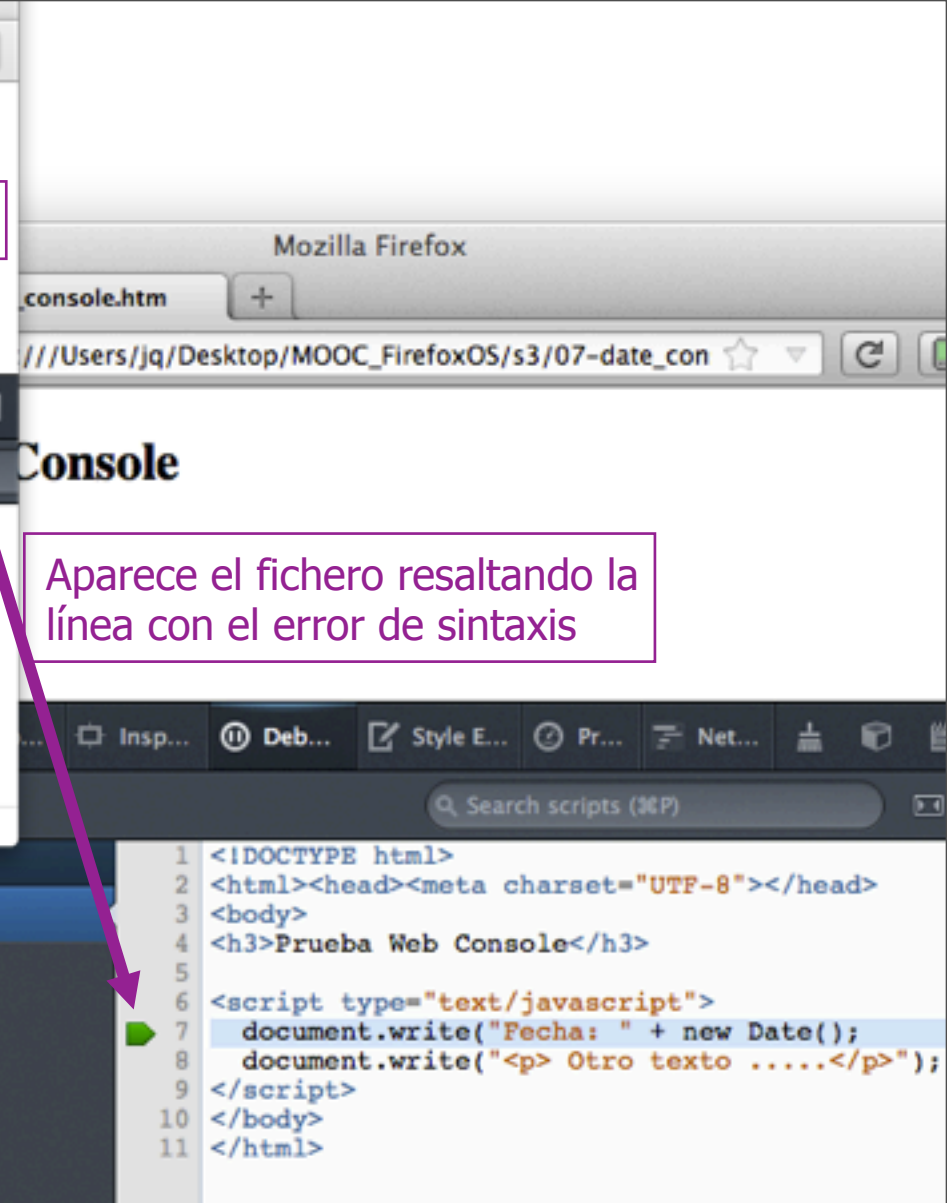 Mozilla Firefox
_console.htm
///Users/jq/Desktop/MOOC_FirefoxOS/s3/07-date_con
Console
Aparece el fichero resaltando la
línea con el error de sintaxis
Insp... Deb... Style E... Pr... Net...
Search scripts (⌘P)
1 <!DOCTYPE html>
2 <html><head><meta charset="UTF-8"></head>
3 <body>
4 <h3>Prueba Web Console</h3>
5
6 <script type="text/javascript">
7 document.write("Fecha: " + new Date();
8 document.write("<p> Otro texto .....</p>");
9 </script>
10 </body>
11 </html>